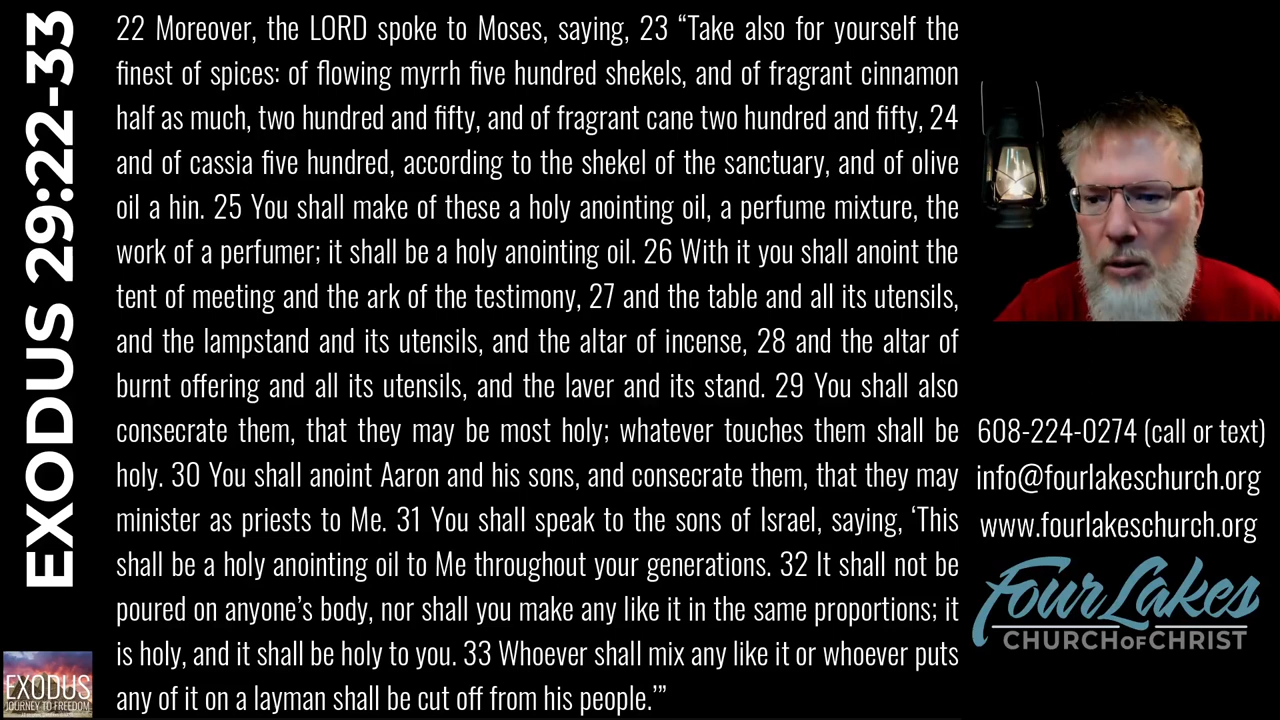 EXODUS 29:22-33
22 Moreover, the LORD spoke to Moses, saying, 23 “Take also for yourself the
finest of spices: of flowing myrrh five hundred shekels, and of fragrant cinnamon
half as much, two hundred and fifty, and of fragrant cane two hundred and fifty, 24
and of cassia five hundred, according to the shekel of the sanctuary, and of olive
oil a hin. 25 You shall make of these a holy anointing oil, a perfume mixture, the
work of a perfumer; it shall be a holy anointing oil. 26 With it you shall anoint the
tent of meeting and the ark of the testimony, 27 and the table and all its utensils,
and the lampstand and its utensils, and the altar of incense, 28 and the altar of
burnt offering and all its utensils, and the laver and its stand. 29 You shall also
consecrate them, that they may be most holy; whatever touches them shall be
holy. 30 You shall anoint Aaron and his sons, and consecrate them, that they may
minister as priests to Me. 31 You shall speak to the sons of Israel, saying, ‘This
shall be a holy anointing oil to Me throughout your generations. 32 It shall not be
poured on anyone’s body, nor shall you make any like it in the same proportions; it
is holy, and it shall be holy to you. 33 Whoever shall mix any like it or whoever puts
any of it on a layman shall be cut off from his people.’”
608-224-0274 (call or text)
info@fourlakeschurch.org
www.fourlakeschurch.org
Four Lakes
CHURCH OF CHRIST
EXODUS
JOURNEY TO FREEDOM